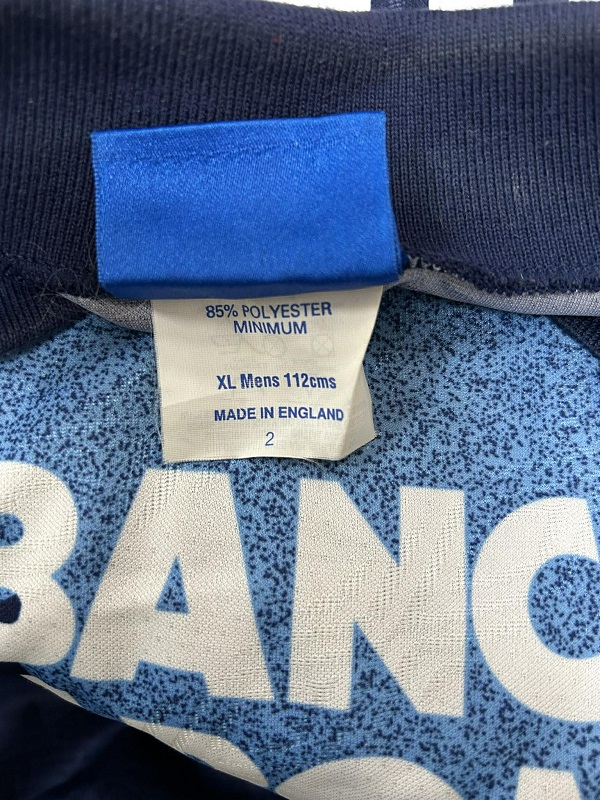 85% POLYESTER
MINIMUM
XL Mens 112cms
MADE IN ENGLAND
2
BANC